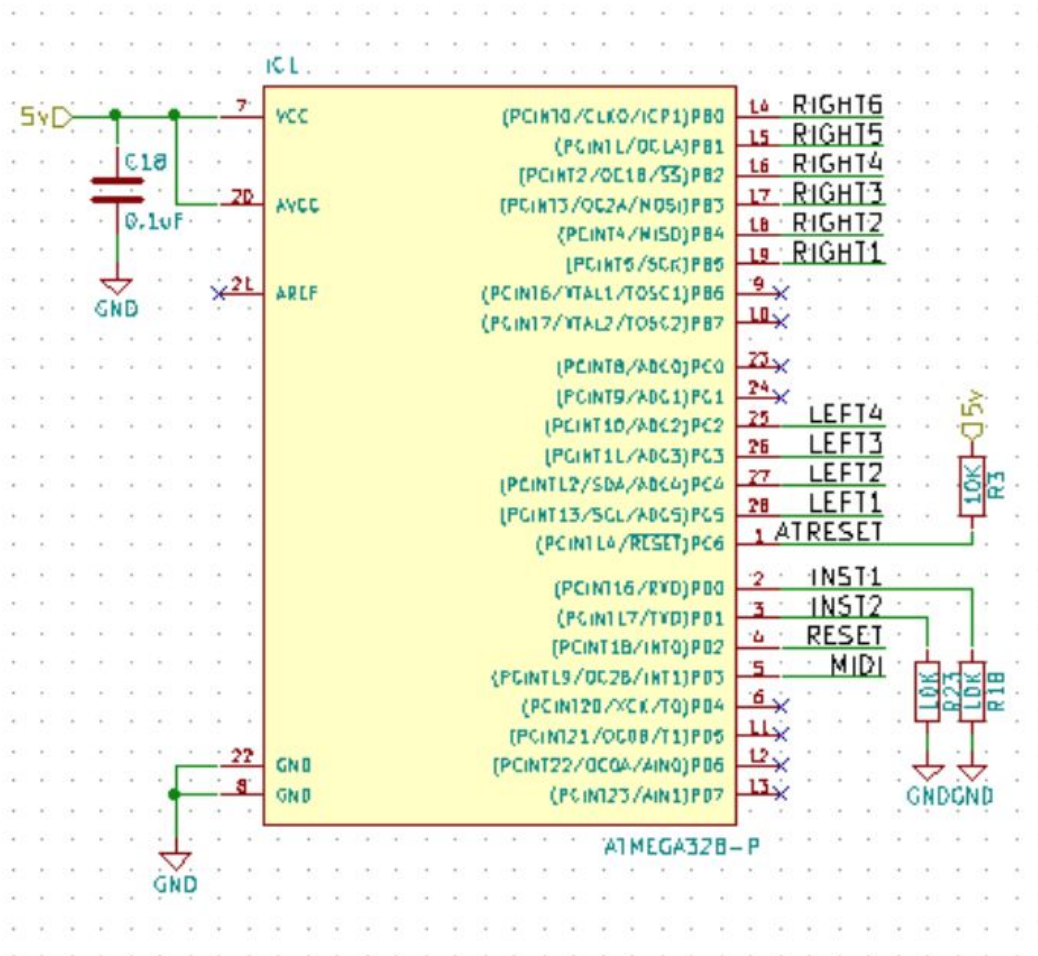 IC1
5v
7 VCC
C18
0.1uF
GND
20 AVCC
21 AREF
22 GND
8 GND
GND
(PCINT0/CLKO/ICP1)PB0 14 RIGHT6
(PCINT1/OC1A)PB1 15 RIGHT5
(PCINT2/OC1B/SS)PB2 16 RIGHT4
(PCINT3/OC2A/MOSI)PB3 17 RIGHT3
(PCINT4/MISO)PB4 18 RIGHT2
(PCINT5/SCK)PB5 19 RIGHT1
(PCINT6/XTAL1/TOSC1)PB6 9
(PCINT7/XTAL2/TOSC2)PB7 10
(PCINT8/ADC0)PC0 23
(PCINT9/ADC1)PC1 24
(PCINT10/ADC2)PC2 25 LEFT4
(PCINT11/ADC3)PC3 26 LEFT3
(PCINT12/SDA/ADC4)PC4 27 LEFT2
(PCINT13/SCL/ADC5)PC5 28 LEFT1
(PCINT14/RESET)PC6 1 ATRESET
5v
10K R3
(PCINT16/RXD)PD0 2 INST1
(PCINT17/TXD)PD1 3 INST2
(PCINT18/INT0)PD2 4 RESET
(PCINT19/OC2B/INT1)PD3 5 MIDI
(PCINT20/XCK/T0)PD4 6
(PCINT21/OC0B/T1)PD5 11
(PCINT22/OC0A/AIN0)PD6 12
(PCINT23/AIN1)PD7 13
10K R23
10K R18
GND
GND
ATMEGA328-P